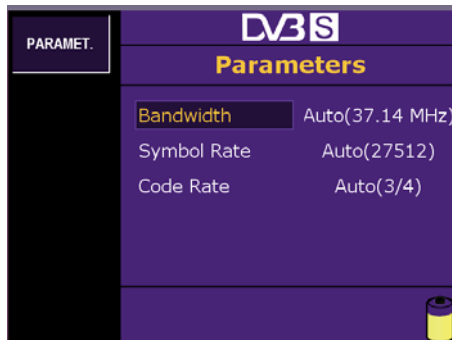 PARAMET.
DVB S
Parameters
Bandwidth Auto(37.14 MHz)
Symbol Rate Auto(27512)
Code Rate Auto(3/4)